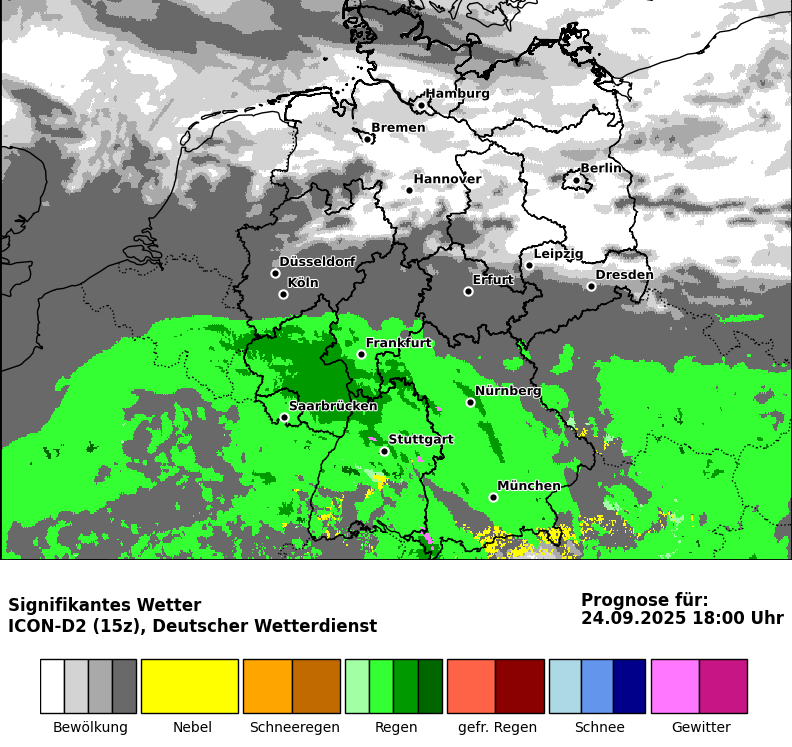 Hamburg
Bremen
Berlin
Hannover
Leipzig
Düsseldorf
Dresden
Köln
Erfurt
Frankfurt
Nürnberg
Saarbrücken
Stuttgart
München
Signifikantes Wetter
ICON-D2 (15z), Deutscher Wetterdienst
Prognose für:
24.09.2025 18:00 Uhr
Bewölkung Nebel Schneeregen Regen gefr. Regen Schnee Gewitter